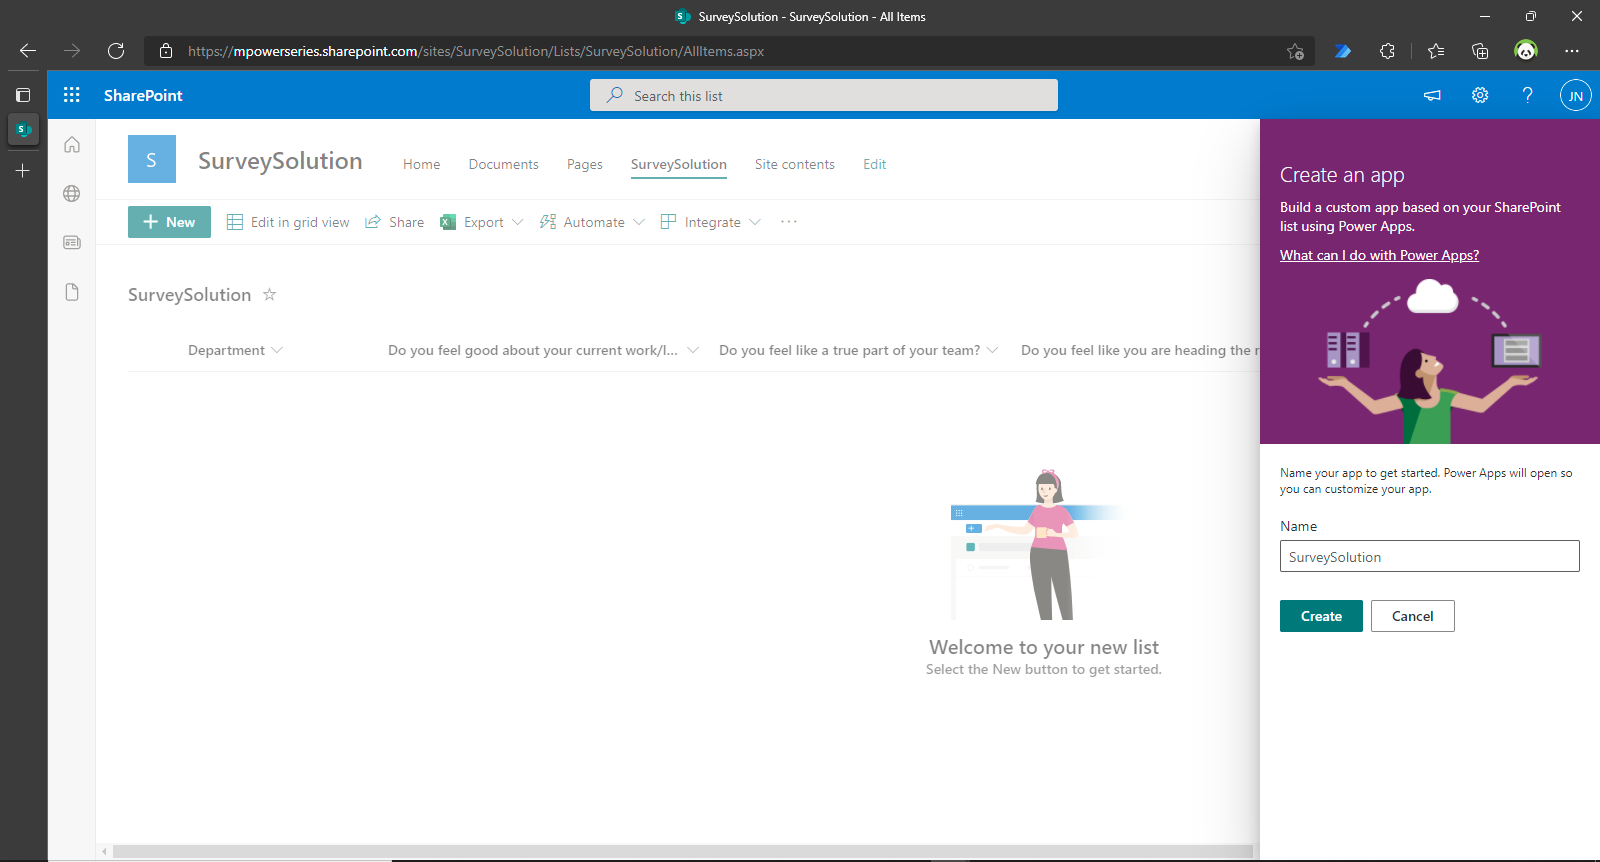 SurveySolution - SurveySolution - All Items
https://mpowerseries.sharepoint.com/sites/SurveySolution/Lists/SurveySolution/AllItems.aspx
SharePoint
Search this list
JN
S
SurveySolution
Home
Documents
Pages
SurveySolution
Site contents
Edit
New
Edit in grid view
Share
Export
Automate
Integrate
SurveySolution
Department
Do you feel good about your current work/l...
Do you feel like a true part of your team?
Do you feel like you are heading the r
Welcome to your new list
Select the New button to get started.
Create an app
Build a custom app based on your SharePoint
list using Power Apps.
What can I do with Power Apps?
Name your app to get started. Power Apps will open so
you can customize your app.
Name
SurveySolution
Create
Cancel